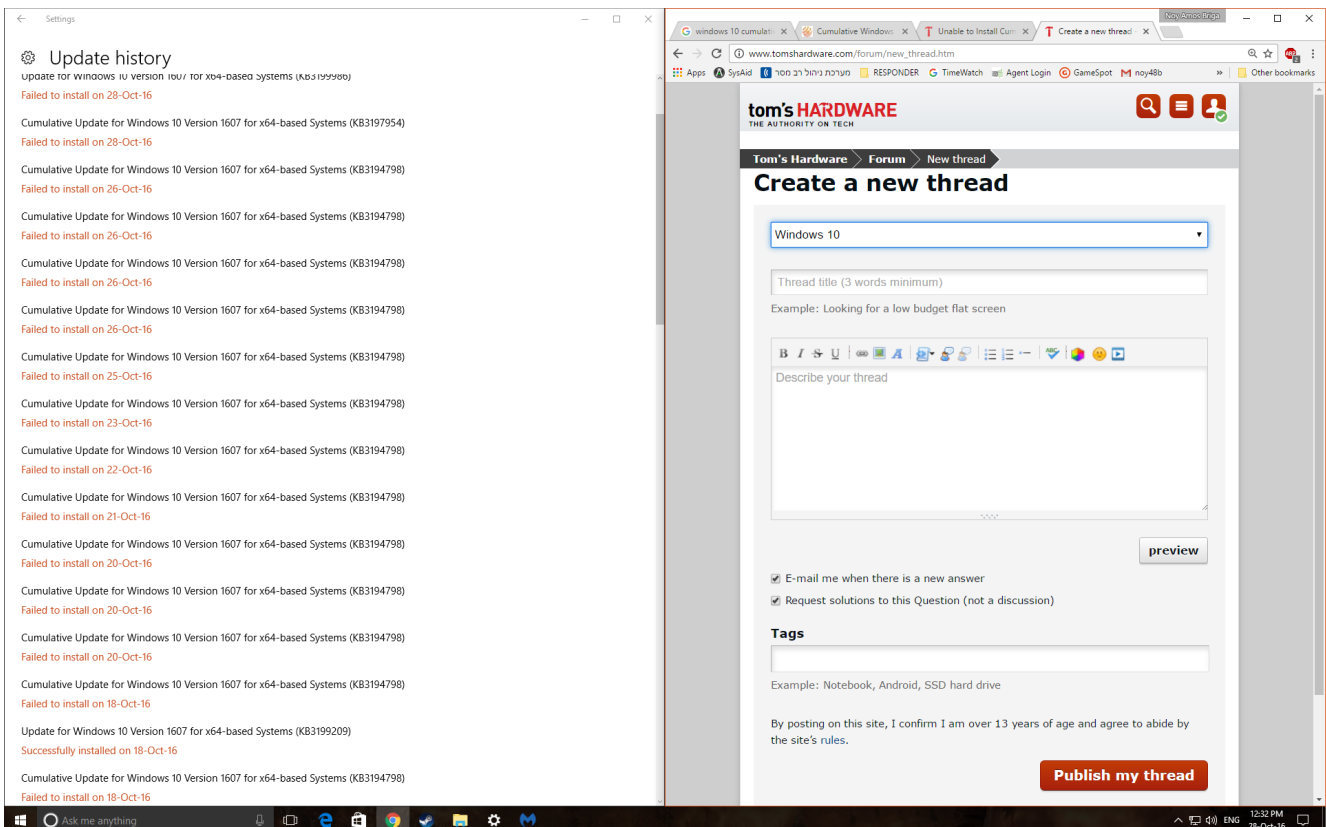 Settings
Update history
Update for Windows 10 Version 1607 for x64-based Systems (KB3199986)
Failed to install on 28-Oct-16
Cumulative Update for Windows 10 Version 1607 for x64-based Systems (KB3197954)
Failed to install on 28-Oct-16
Cumulative Update for Windows 10 Version 1607 for x64-based Systems (KB3194798)
Failed to install on 26-Oct-16
Cumulative Update for Windows 10 Version 1607 for x64-based Systems (KB3194798)
Failed to install on 26-Oct-16
Cumulative Update for Windows 10 Version 1607 for x64-based Systems (KB3194798)
Failed to install on 26-Oct-16
Cumulative Update for Windows 10 Version 1607 for x64-based Systems (KB3194798)
Failed to install on 26-Oct-16
Cumulative Update for Windows 10 Version 1607 for x64-based Systems (KB3194798)
Failed to install on 25-Oct-16
Cumulative Update for Windows 10 Version 1607 for x64-based Systems (KB3194798)
Failed to install on 23-Oct-16
Cumulative Update for Windows 10 Version 1607 for x64-based Systems (KB3194798)
Failed to install on 22-Oct-16
Cumulative Update for Windows 10 Version 1607 for x64-based Systems (KB3194798)
Failed to install on 21-Oct-16
Cumulative Update for Windows 10 Version 1607 for x64-based Systems (KB3194798)
Failed to install on 20-Oct-16
Cumulative Update for Windows 10 Version 1607 for x64-based Systems (KB3194798)
Failed to install on 20-Oct-16
Cumulative Update for Windows 10 Version 1607 for x64-based Systems (KB3194798)
Failed to install on 20-Oct-16
Cumulative Update for Windows 10 Version 1607 for x64-based Systems (KB3194798)
Failed to install on 18-Oct-16
Update for Windows 10 Version 1607 for x64-based Systems (KB3199209)
Successfully installed on 18-Oct-16
Cumulative Update for Windows 10 Version 1607 for x64-based Systems (KB3194798)
Failed to install on 18-Oct-16
Noy Amos Briga
windows 10 cumulati Cumulative Windows Unable to Install Cum Create a new thread
www.tomshardware.com/forum/new_thread.htm
Apps SysAid מערכת ניהול רב מסר RESPONDER TimeWatch Agent Login GameSpot noy48b » Other bookmarks
tom's HARDWARE
THE AUTHORITY ON TECH
Tom's Hardware Forum New thread
Create a new thread
Windows 10
Thread title (3 words minimum)
Example: Looking for a low budget flat screen
B I S U A ABC
Describe your thread
preview
E-mail me when there is a new answer
Request solutions to this Question (not a discussion)
Tags
Example: Notebook, Android, SSD hard drive
By posting on this site, I confirm I am over 13 years of age and agree to abide by
the site's rules.
Publish my thread
Ask me anything
ENG
12:32 PM
28-Oct-16